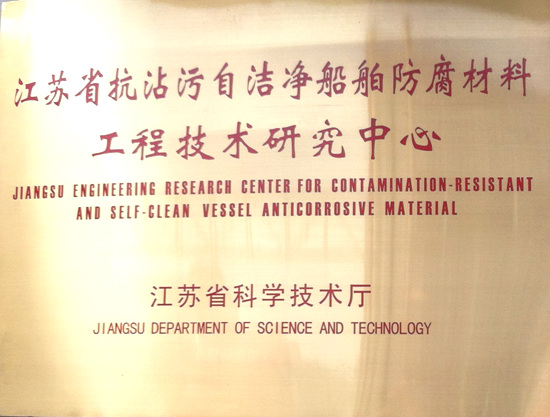 江苏省抗沾污自洁净船舶防腐材料
工程技术研究中心
JIANGSU ENGINEERING RESEARCH CENTER FOR CONTAMINATION-RESISTANT
AND SELF-CLEAN VESSEL ANTICORROSIVE MATERIAL
江苏省科学技术厅
JIANGSU DEPARTMENT OF SCIENCE AND TECHNOLOGY